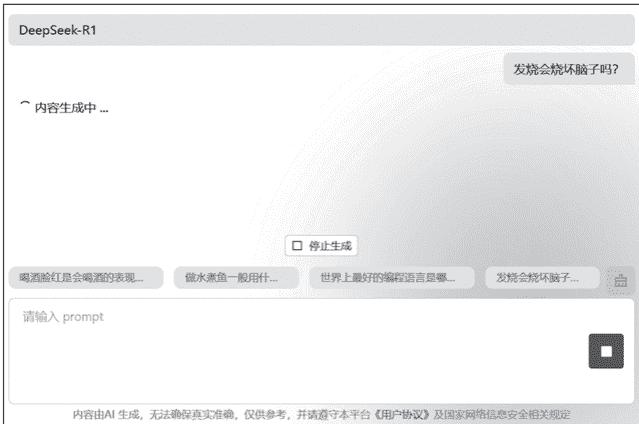 DeepSeek-R1
发烧会烧坏脑子吗？
内容生成中 ...
停止生成
喝酒脸红是会喝酒的表现...
做水煮鱼一般用什...
世界上最好的编程语言是哪...
发烧会烧坏脑子...
请输入 prompt
内容由AI 生成，无法确保真实准确，仅供参考，并请遵守本平台《用户协议》及国家网络信息安全相关规定